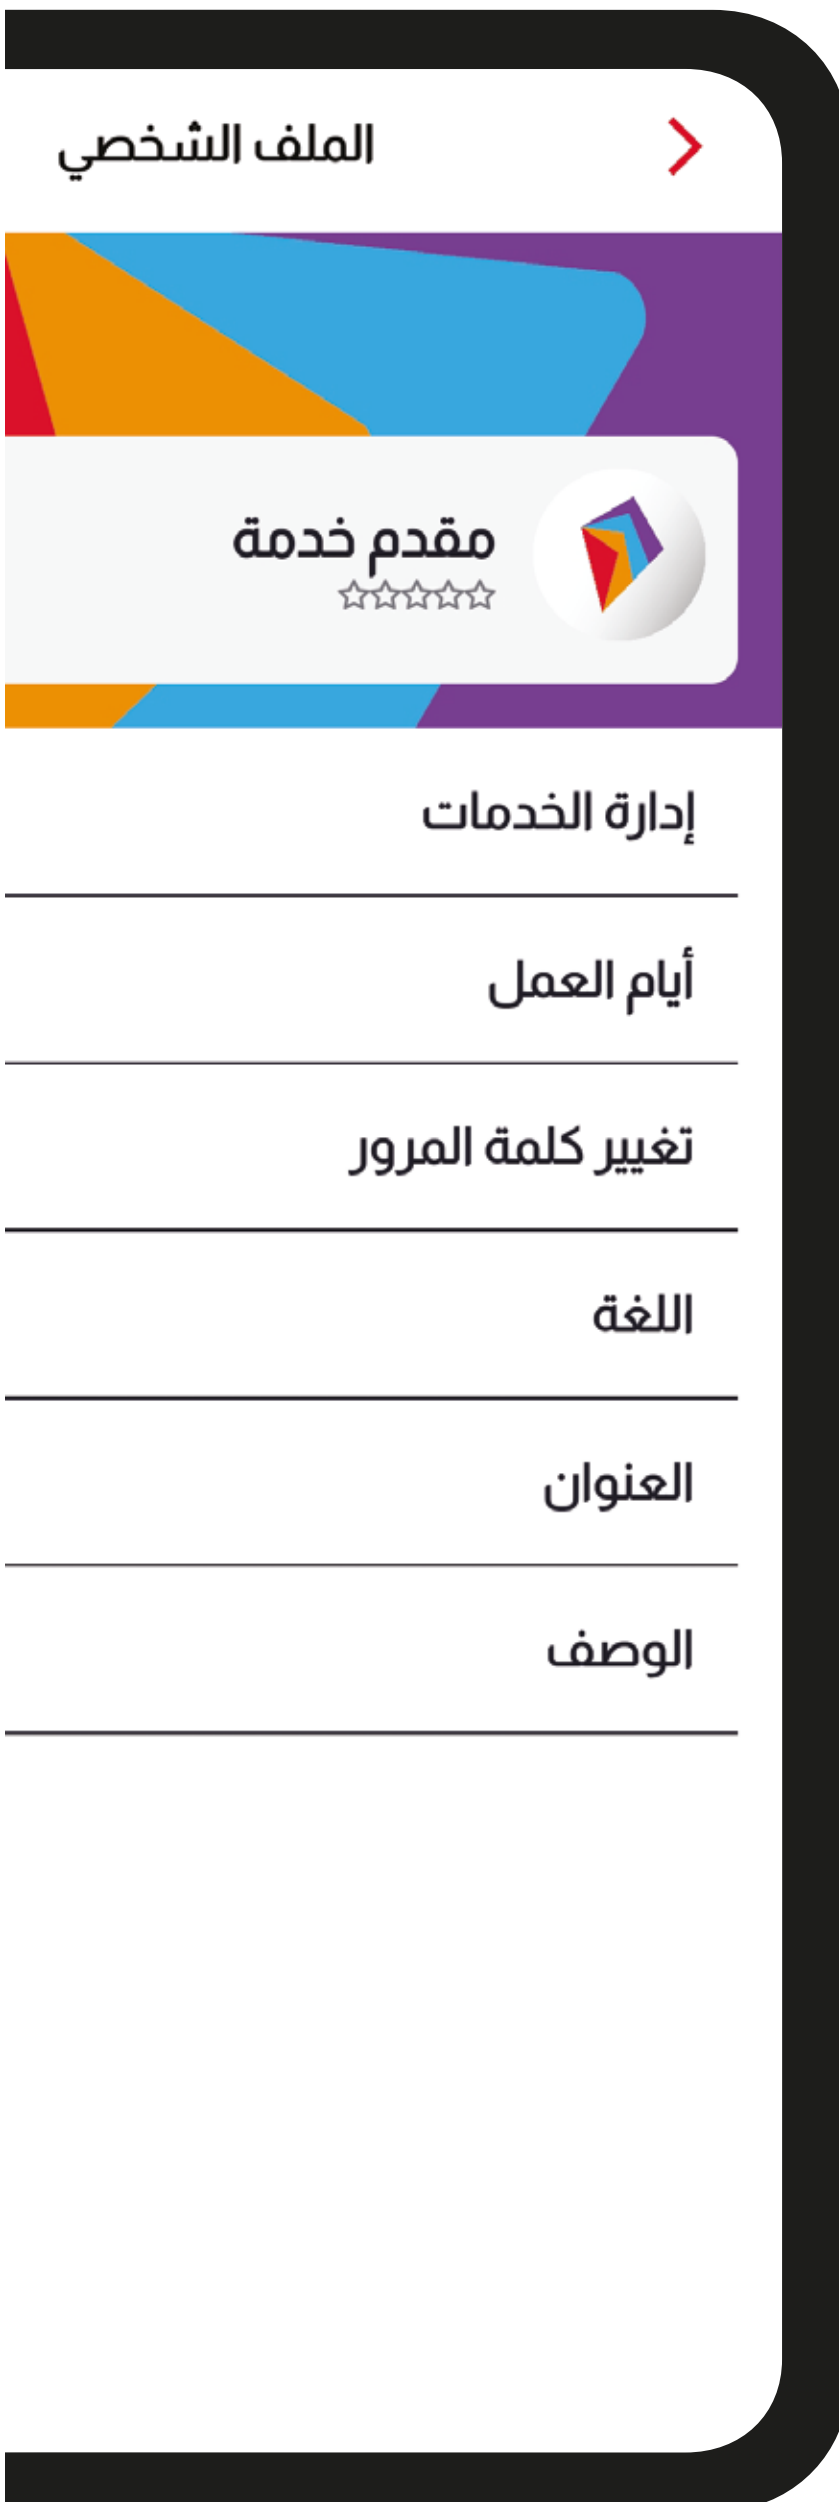 الملف الشخصي
مقدم خدمة
إدارة الخدمات
أيام العمل
تغيير كلمة المرور
اللغة
العنوان
الوصف